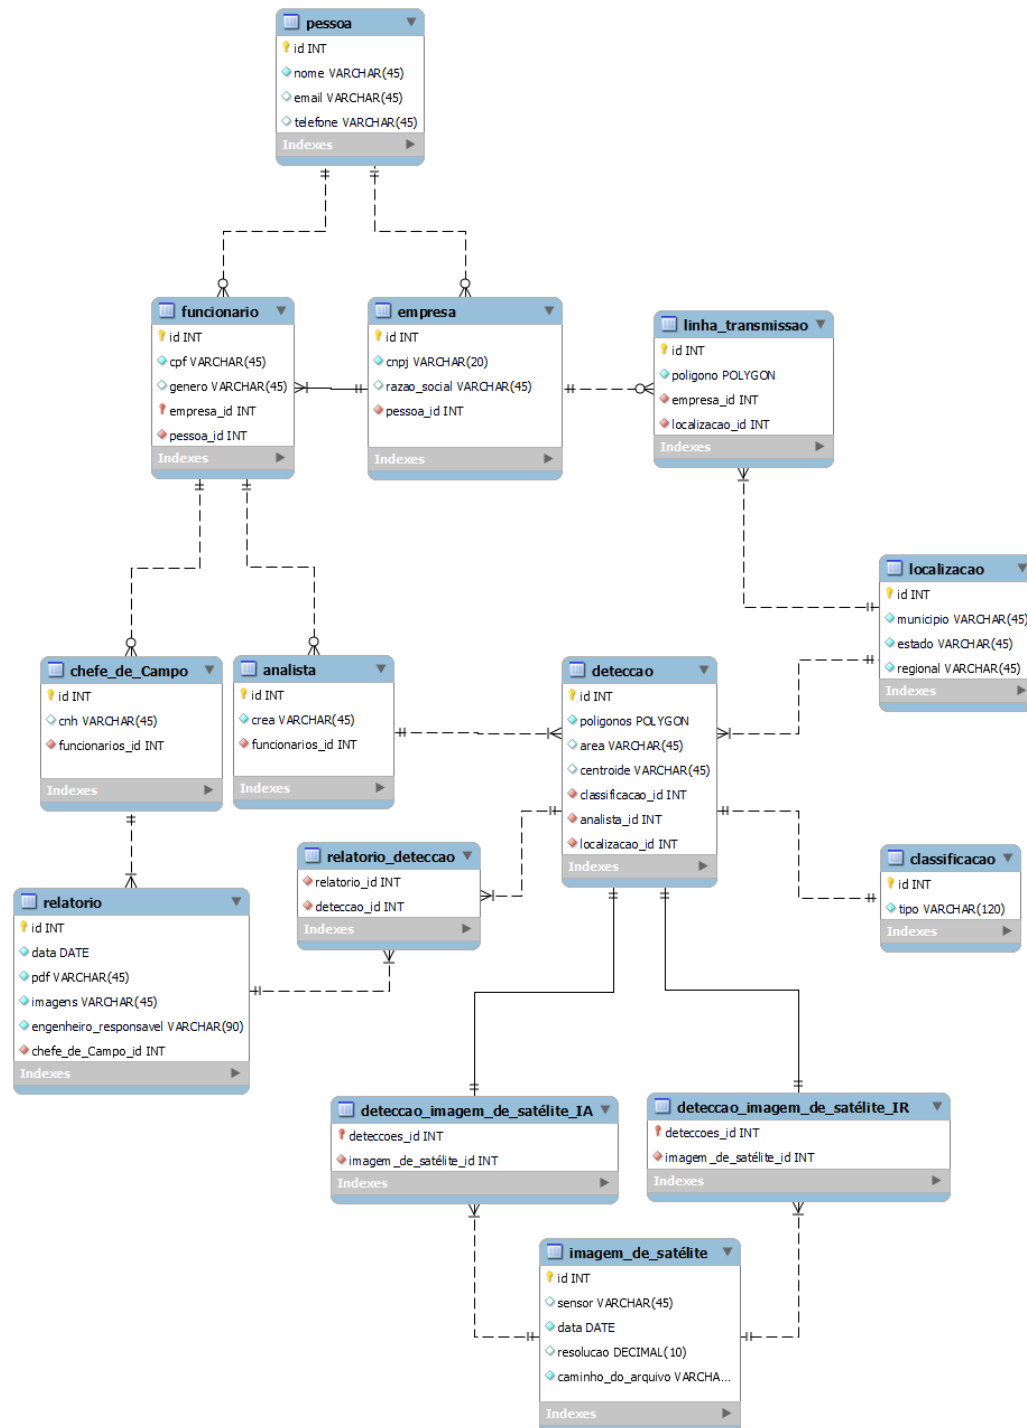 pessoa
id INT
nome VARCHAR(45)
email VARCHAR(45)
telefone VARCHAR(45)
Indexes
funcionario
id INT
cpf VARCHAR(45)
genero VARCHAR(45)
empresa_id INT
pessoa_id INT
Indexes
empresa
id INT
cnpj VARCHAR(20)
razao_social VARCHAR(45)
pessoa_id INT
Indexes
linha_transmissao
id INT
poligono POLYGON
empresa_id INT
localizacao_id INT
Indexes
localizacao
id INT
municipio VARCHAR(45)
estado VARCHAR(45)
regional VARCHAR(45)
Indexes
chefe_de_Campo
id INT
cnh VARCHAR(45)
funcionarios_id INT
Indexes
analista
id INT
crea VARCHAR(45)
funcionarios_id INT
Indexes
deteccao
id INT
poligonos POLYGON
área VARCHAR(45)
centroide VARCHAR(45)
classificacao_id INT
analista_id INT
localizacao_id INT
Indexes
relatorio_deteccao
relatorio_id INT
deteccao_id INT
Indexes
classificacao
id INT
tipo VARCHAR(120)
Indexes
relatorio
id INT
data DATE
pdf VARCHAR(45)
imagens VARCHAR(45)
engenheiro_responsavel VARCHAR(90)
chefe_de_Campo_id INT
Indexes
deteccao_imagem_de_satélite_IA
deteccoes_id INT
imagem_de_satélite_id INT
Indexes
deteccao_imagem_de_satélite_IR
deteccoes_id INT
imagem_de_satélite_id INT
Indexes
imagem_de_satélite
id INT
sensor VARCHAR(45)
data DATE
resolucao DECIMAL(10)
caminho_do_arquivo VARCHA...
Indexes